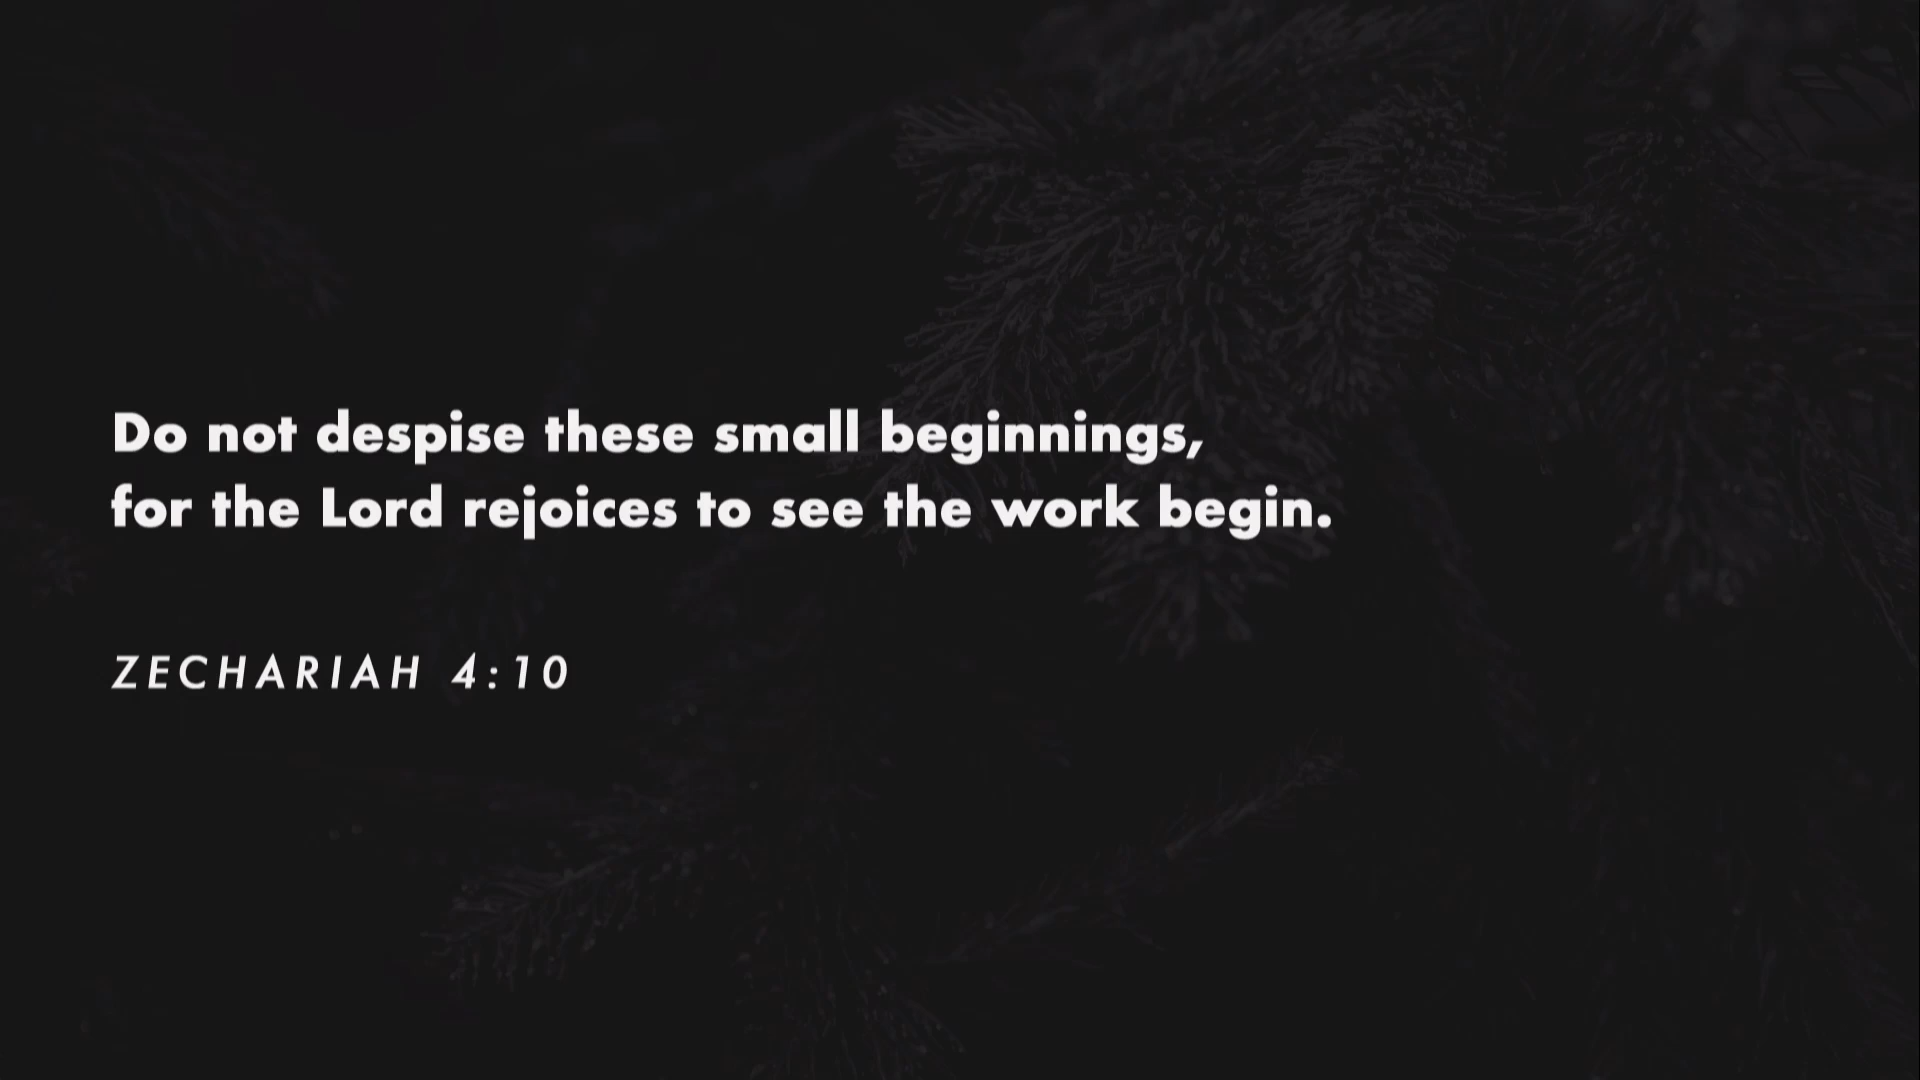 Do not despise these small beginnings,
for the Lord rejoices to see the work begin.
ZECHARIAH 4:10